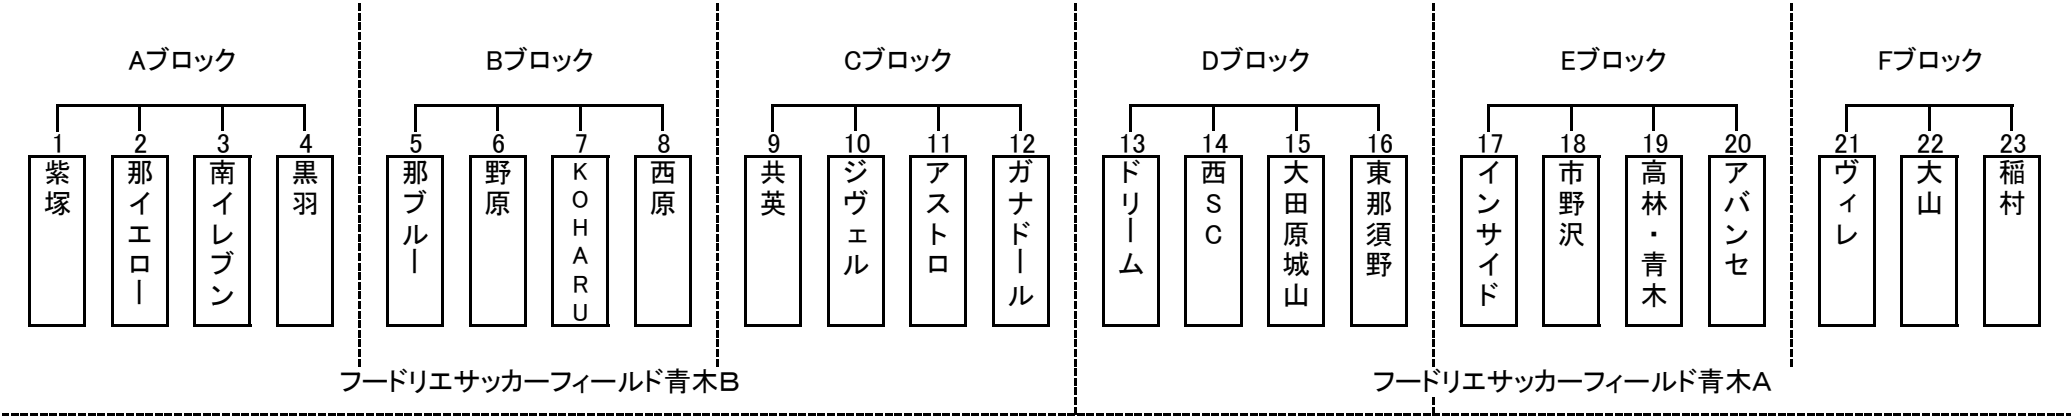 Aブロック
Bブロック
Cブロック
Dブロック
Eブロック
Fブロック
1
2
3
4
5
6
7
8
9
10
11
12
13
14
15
16
17
18
19
20
21
22
23
紫塚
那イエロー
南イレブン
黒羽
那ブルー
野原
KOHARU
西原
共英
ジヴェル
アストロ
ガナドール
ドリーム
西SC
大田原城山
東那須野
インサイド
市野沢
高林・青木
アバンセ
ヴィレ
大山
稲村
フードリエサッカーフィールド青木B
フードリエサッカーフィールド青木A